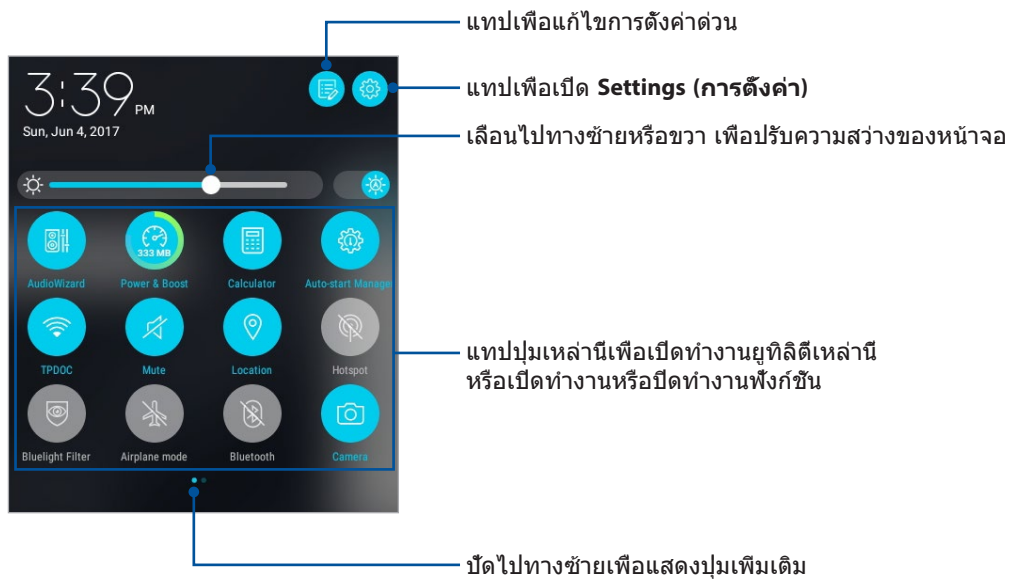 แทปเพื่อแก้ไขการตั้งค่าด่วน
3:39 PM
Sun, Jun 4, 2017
แทปเพื่อเปิด Settings (การตั้งค่า)
เลื่อนไปทางซ้ายหรือขวา เพื่อปรับความสว่างของหน้าจอ
333 MB
AudioWizard Power & Boost Calculator Auto-start Manage
TPDOC Mute Location Hotspot
แทปปุ่มเหล่านี้เพื่อเปิดทำงานยูทิลิตี้เหล่านี้
หรือเปิดทำงานหรือปิดทำงานฟังก์ชั่น
Bluelight Filter Airplane mode Bluetooth Camera
ปัดไปทางซ้ายเพื่อแสดงปุ่มเพิ่มเติม